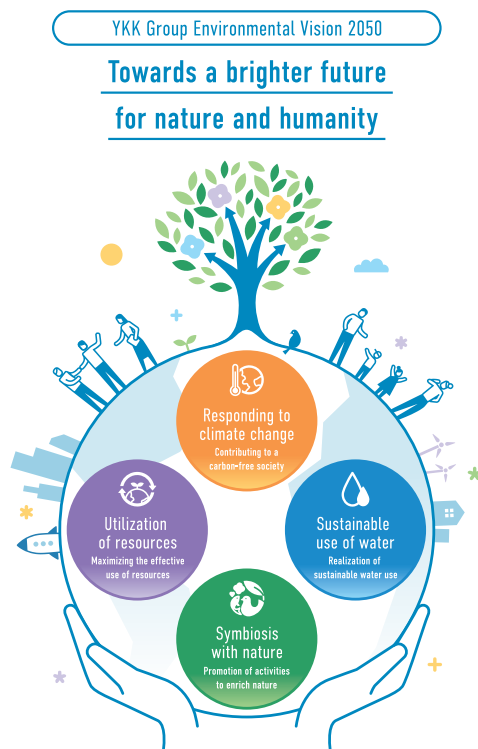 YKK Group Environmental Vision 2050
Towards a brighter future
for nature and humanity
Responding to
climate change
Contributing to a
carbon-free society
Utilization
of resources
Maximizing the effective
use of resources
Sustainable
use of water
Realization of
sustainable water use
Symbiosis
with nature
Promotion of activities
to enrich nature